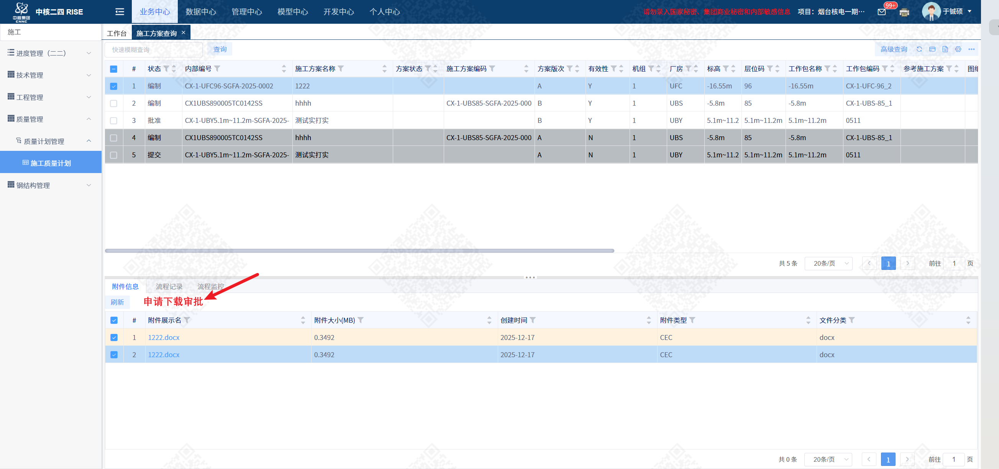 中核集团 CNNC 中核二四 RISE 业务中心 数据中心 管理中心 模型中心 开发中心 个人中心 请勿录入国家秘密、集团商业秘密和内部敏感信息 项目：烟台核电一期··· 99+ 于铖硕
施工
工作台 施工方案查询 ×
快速模糊查询 查询 高级查询
进度管理（二二）
技术管理
工程管理
质量管理
质量计划管理
施工质量计划
钢结构管理
# 状态 内部编号 施工方案名称 方案状态 施工方案编码 方案版次 有效性 机组 厂房 标高 层位码 工作包名称 工作包编码 参考施工方案 图纸
1 编制 CX-1-UFC96-SGFA-2025-0002 1222 A Y 1 UFC -16.55m 96 -16.55m CX-1-UFC-96_2
2 编制 CX1UBS890005TC0142SS hhhh CX-1-UBS85-SGFA-2025-000 B Y 1 UBS -5.8m 85 -5.8m CX-1-UBS-85_1
3 批准 CX-1-UBY5.1m~11.2m-SGFA-2025- 测试实打实 B Y 1 UBY 5.1m~11.2 5.1m~11.2m 5.1m~11.2m 0511
4 编制 CX1UBS890005TC0142SS hhhh CX-1-UBS85-SGFA-2025-000 A N 1 UBS -5.8m 85 -5.8m CX-1-UBS-85_1
5 提交 CX-1-UBY5.1m~11.2m-SGFA-2025- 测试实打实 A N 1 UBY 5.1m~11.2 5.1m~11.2m 5.1m~11.2m 0511
共 5 条 20条/页 1 前往 1 页
附件信息 流程记录 流程监控
刷新 申请下载审批
# 附件展示名 附件大小(MB) 创建时间 附件类型 文件分类
1 1222.docx 0.3492 2025-12-17 CEC docx
2 1222.docx 0.3492 2025-12-17 CEC docx
共 0 条 20条/页 1 前往 1 页